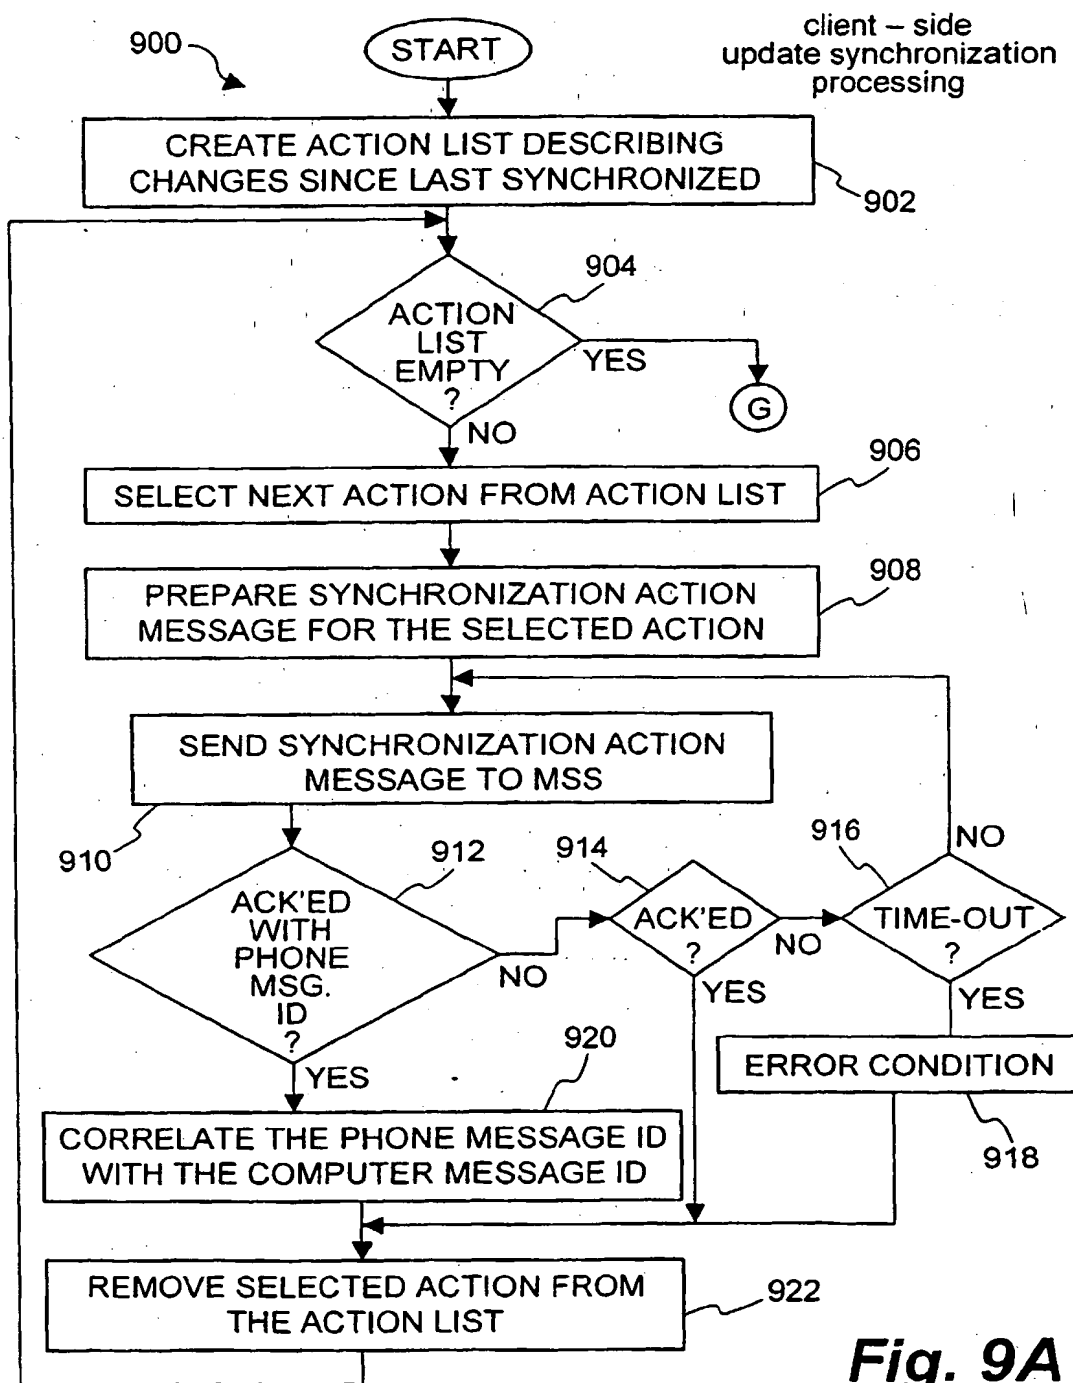 900
START
client – side
update synchronization
processing
CREATE ACTION LIST DESCRIBING
CHANGES SINCE LAST SYNCHRONIZED
902
904
ACTION
LIST
EMPTY
?
YES
G
NO
906
SELECT NEXT ACTION FROM ACTION LIST
908
PREPARE SYNCHRONIZATION ACTION
MESSAGE FOR THE SELECTED ACTION
SEND SYNCHRONIZATION ACTION
MESSAGE TO MSS
910
912
ACK'ED
WITH
PHONE
MSG.
ID
?
NO
YES
914
ACK'ED
?
NO
YES
916
TIME-OUT
?
NO
YES
ERROR CONDITION
918
920
CORRELATE THE PHONE MESSAGE ID
WITH THE COMPUTER MESSAGE ID
REMOVE SELECTED ACTION FROM
THE ACTION LIST
922
Fig. 9A